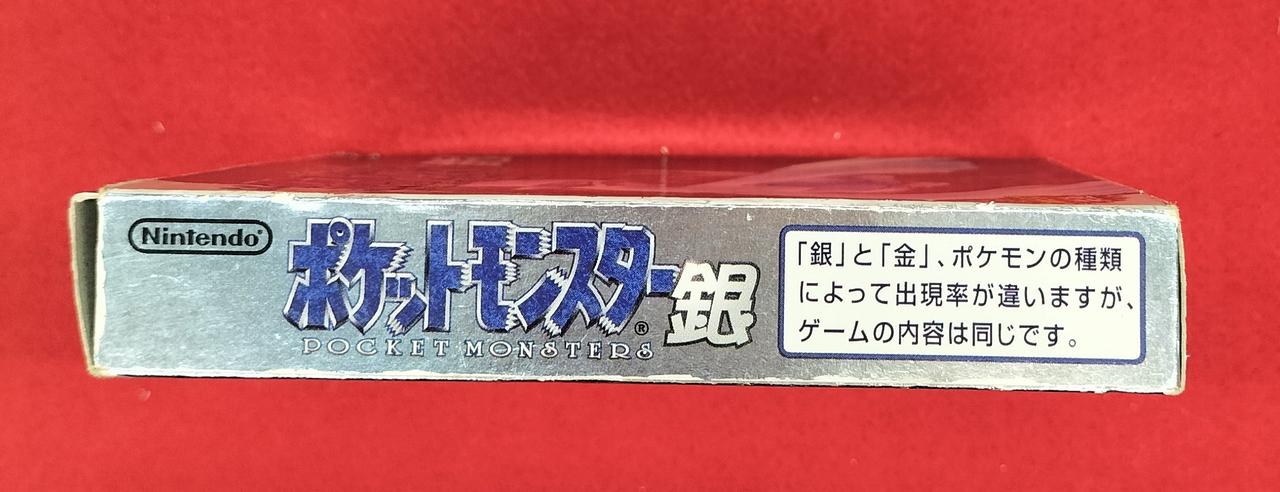 Nintendo
ポケットモンスター銀
POCKET MONSTERS
®
「銀」と「金」、ポケモンの種類
によって出現率が違いますが、
ゲームの内容は同じです。